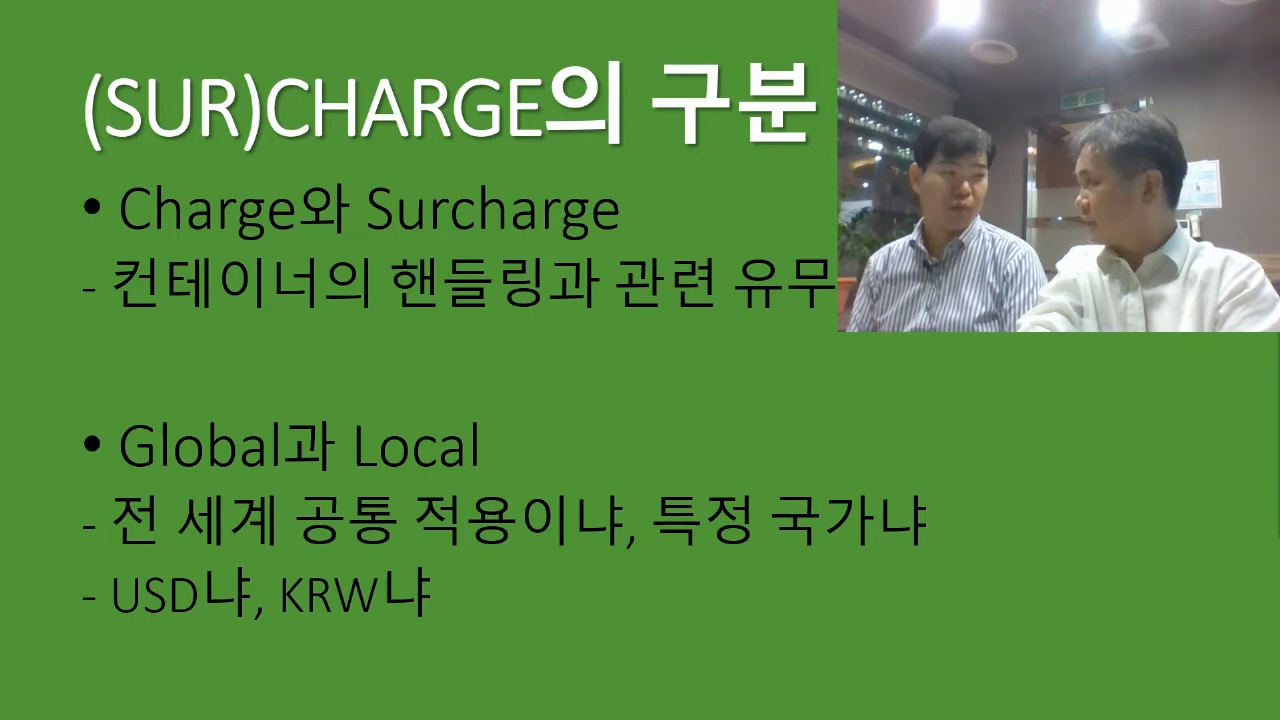 (SUR)CHARGE의 구분
• Charge와 Surcharge
- 컨테이너의 핸들링과 관련 유무
• Global과 Local
- 전 세계 공통 적용이냐, 특정 국가냐
- USD냐, KRW냐